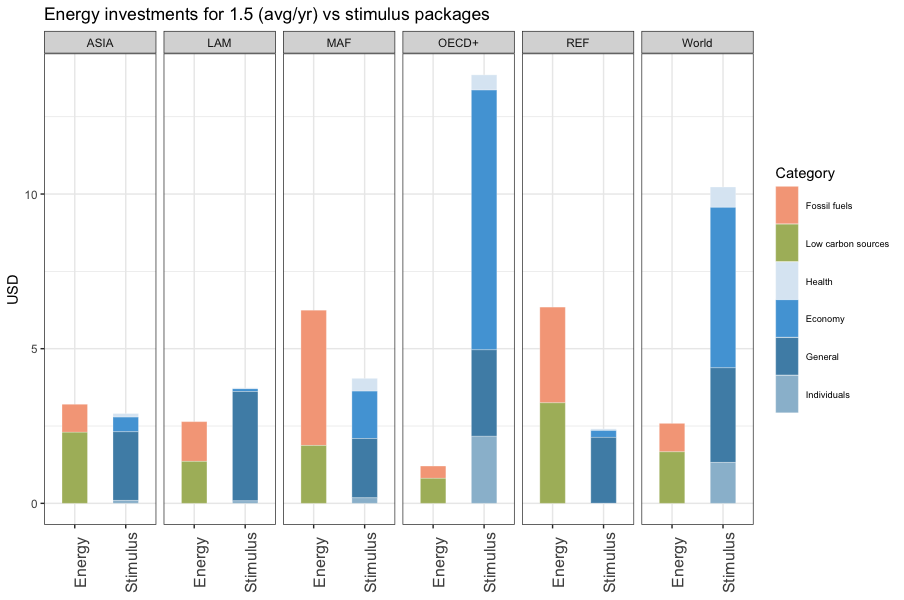 Energy investments for 1.5 (avg/yr) vs stimulus packages
ASIA
LAM
MAF
OECD+
REF
World
USD
10
5
0
Energy
Stimulus
Energy
Stimulus
Energy
Stimulus
Energy
Stimulus
Energy
Stimulus
Energy
Stimulus
Category
Fossil fuels
Low carbon sources
Health
Economy
General
Individuals